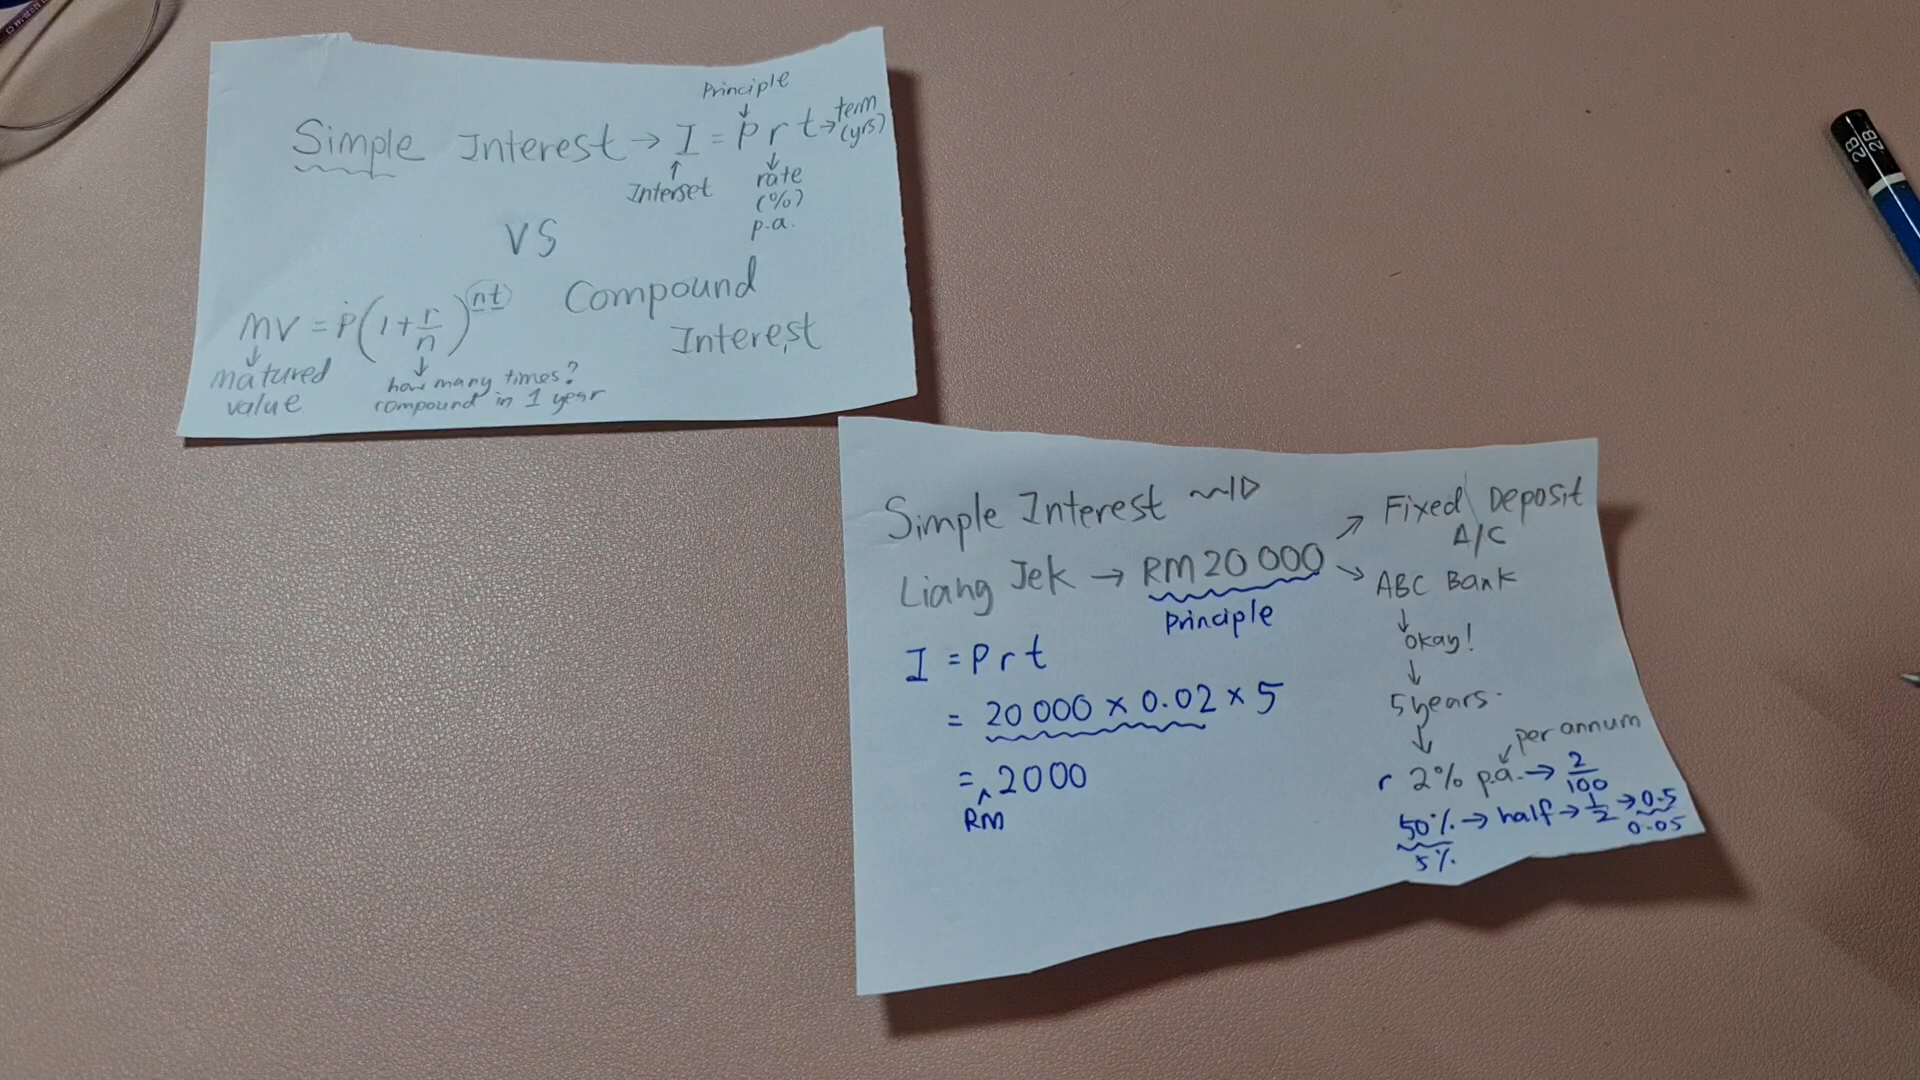 Principle
Simple Interest → I = P r t → term (yrs)
Interset
rate
(%)
p.a.
VS
MV = P(1 + r/n)^nt
Compound
Interest
matured
value
how many times?
compound in 1 year
2B
2B
Simple Interest
Fixed Deposit
A/C
Liang Jek → RM 20 000
ABC Bank
Principle
okay!
I = P r t
5 years
= 20 000 × 0.02 × 5
per annum
r 2% p.a. → 2/100
= 2000
RM
50% → half → 1/2 → 0.5
0.05
5%